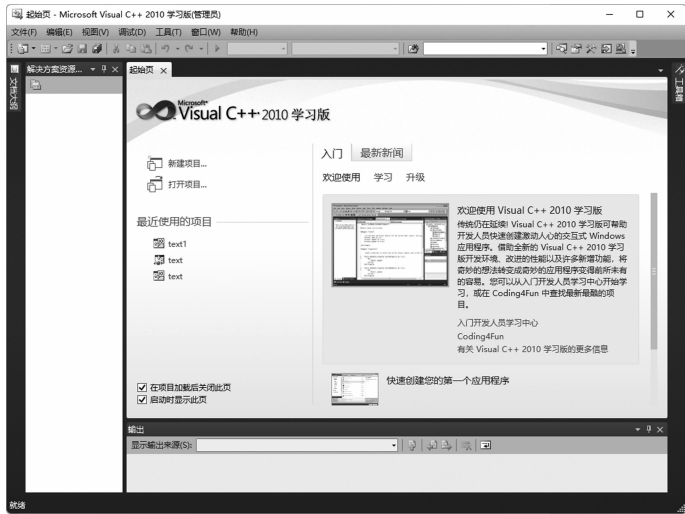 起始页 - Microsoft Visual C++ 2010 学习版(管理员)
文件(F) 编辑(E) 视图(V) 调试(D) 工具(T) 窗口(W) 帮助(H)
解决方案资源...
起始页
文档大纲
工具箱
Microsoft
Visual C++ 2010 学习版
新建项目...
打开项目...
最近使用的项目
text1
text
text
在项目加载后关闭此页
启动时显示此页
入门 最新新闻
欢迎使用 学习 升级
欢迎使用 Visual C++ 2010 学习版
传统仍在延续! Visual C++ 2010 学习版可帮助
开发人员快速创建激动人心的交互式 Windows
应用程序。借助全新的 Visual C++ 2010 学习
版开发环境、改进的性能以及许多新增功能，将
奇妙的想法转变成奇妙的应用程序变得前所未有
的容易。您可以从入门开发人员学习中心开始学
习，或在 Coding4Fun 中查找最新最酷的项
目。
入门开发人员学习中心
Coding4Fun
有关 Visual C++ 2010 学习版的更多信息
快速创建您的第一个应用程序
输出
显示输出来源(S):
就绪